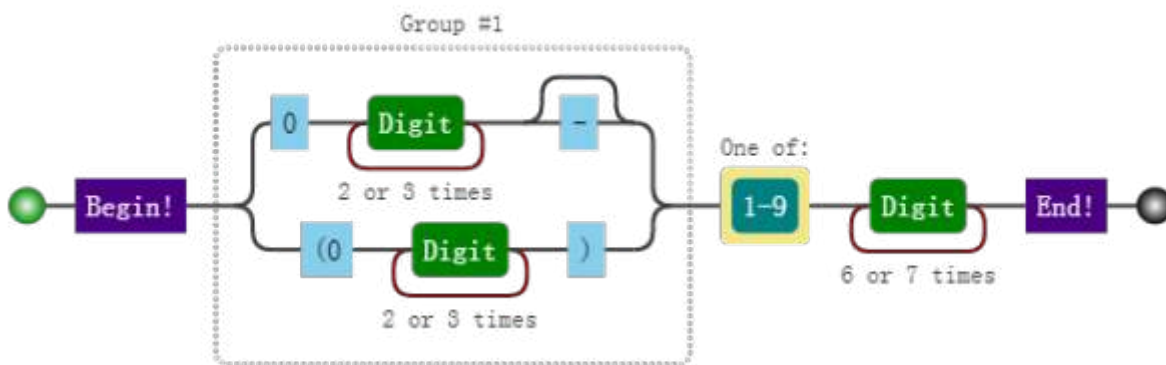 Group #1
0 Digit -
2 or 3 times
One of:
Begin! 1-9 Digit End!
(0 Digit )
6 or 7 times
2 or 3 times